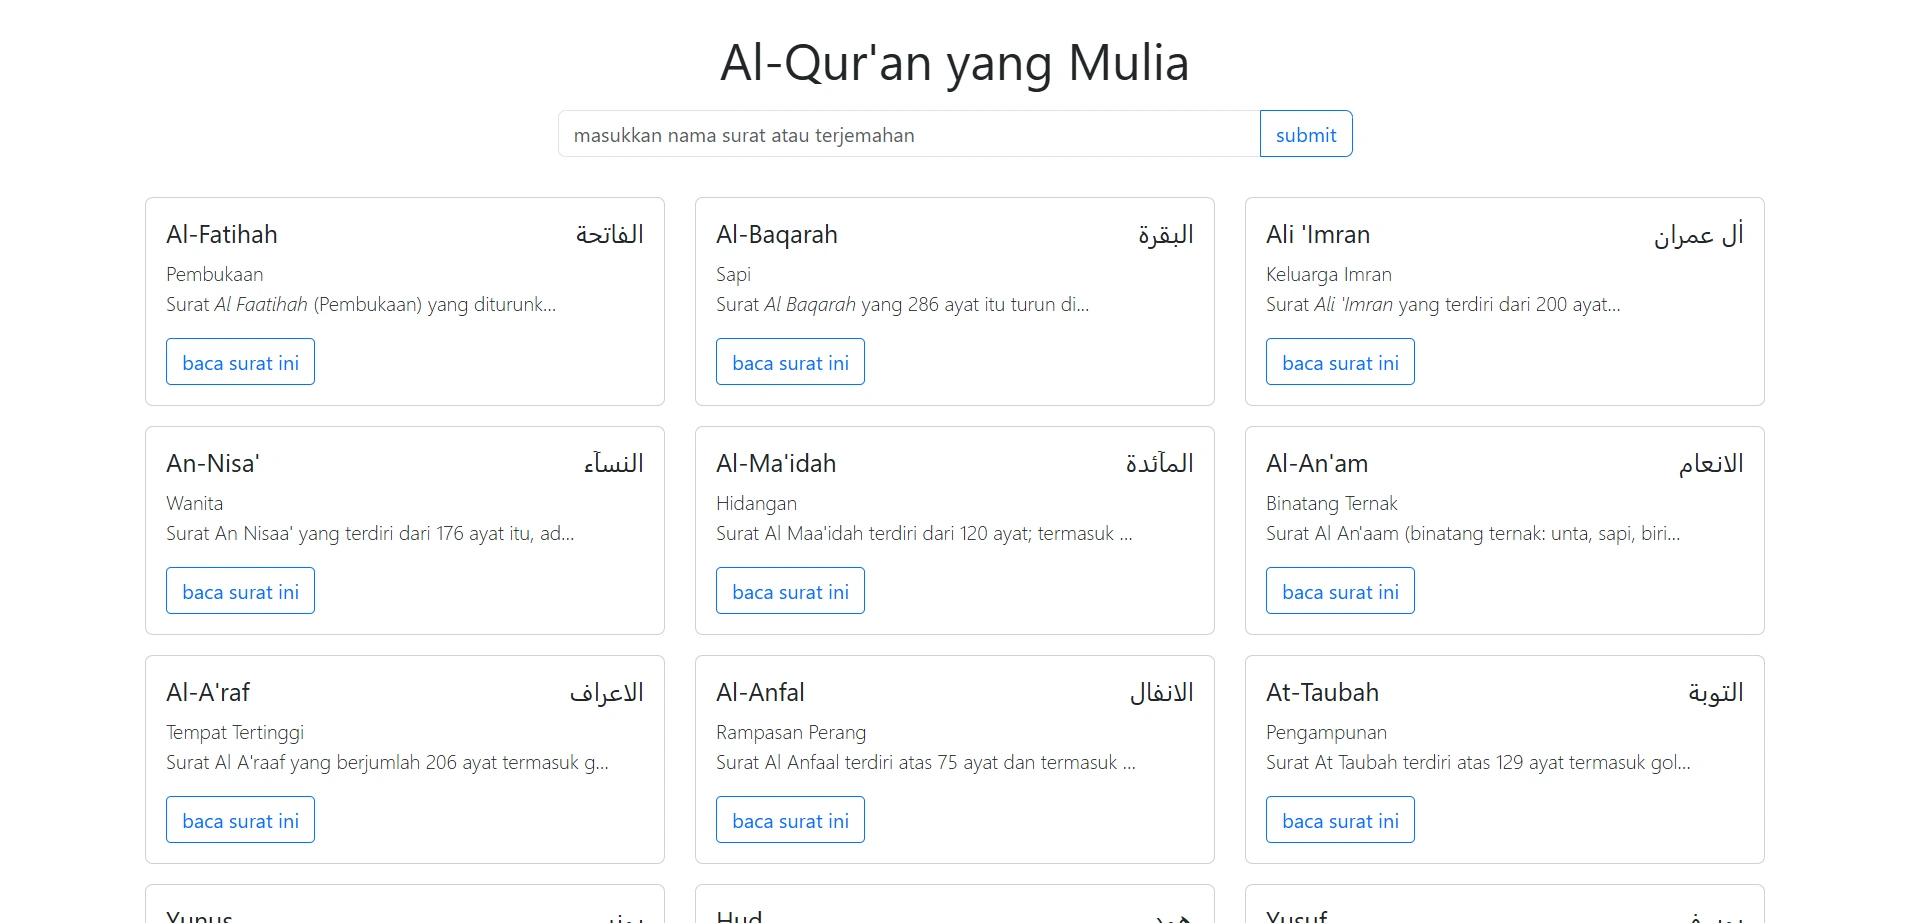 Al-Qur'an yang Mulia
masukkan nama surat atau terjemahan
submit
Al-Fatihah
الفاتحة
Pembukaan
Surat Al Faatihah (Pembukaan) yang diturunk...
baca surat ini
Al-Baqarah
البقرة
Sapi
Surat Al Baqarah yang 286 ayat itu turun di...
baca surat ini
Ali 'Imran
اٰل عمران
Keluarga Imran
Surat Ali 'Imran yang terdiri dari 200 ayat...
baca surat ini
An-Nisa'
النساۤء
Wanita
Surat An Nisaa' yang terdiri dari 176 ayat itu, ad...
baca surat ini
Al-Ma'idah
الماۤئدة
Hidangan
Surat Al Maa'idah terdiri dari 120 ayat; termasuk ...
baca surat ini
Al-An'am
الانعام
Binatang Ternak
Surat Al An'aam (binatang ternak: unta, sapi, biri...
baca surat ini
Al-A'raf
الاعراف
Tempat Tertinggi
Surat Al A'raaf yang berjumlah 206 ayat termasuk g...
baca surat ini
Al-Anfal
الانفال
Rampasan Perang
Surat Al Anfaal terdiri atas 75 ayat dan termasuk ...
baca surat ini
At-Taubah
التوبة
Pengampunan
Surat At Taubah terdiri atas 129 ayat termasuk gol...
baca surat ini
Yunus
يونس
Hud
هود
Yusuf
يوسف